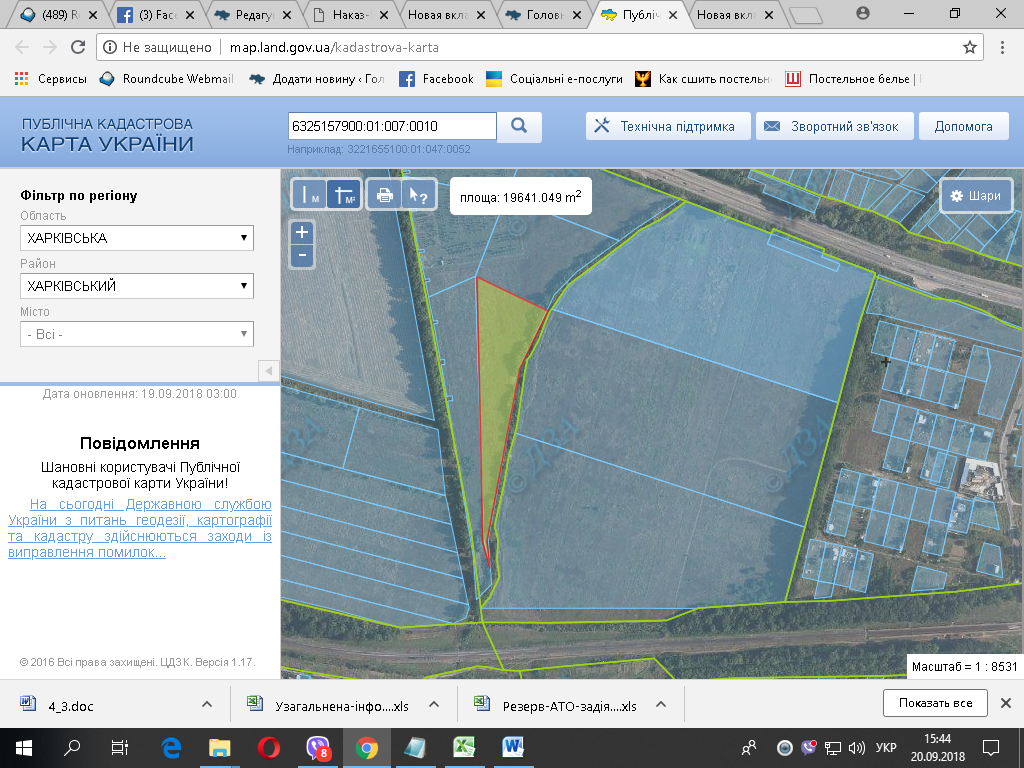 (489) R
(3) Face
Редагу
Наказ-
Новая вкла
Головн
Публіч
Новая вкл
Не защищено | map.land.gov.ua/kadastrova-karta
Сервисы
Roundcube Webmail
Додати новину ‹ Гол
Facebook
Соціальні е-послуги
Как сшить постельн
Постельное белье |
ПУБЛІЧНА КАДАСТРОВА
КАРТА УКРАЇНИ
6325157900:01:007:0010
Наприклад: 3221655100:01:047:0052
Технічна підтримка
Зворотний зв'язок
Допомога
Фільтр по регіону
Область
ХАРКІВСЬКА
Район
ХАРКІВСЬКИЙ
Місто
- Всі -
Дата оновлення: 19.09.2018 03:00
Повідомлення
Шановні користувачі Публічної
кадастрової карти України!
На сьогодні Державною службою
України з питань геодезії, картографії
та кадастру здійснюються заходи із
виправлення помилок...
© 2016 Всі права захищені. ЦДЗК. Версія 1.17.
М
М²
?
площа: 19641.049 m²
Шари
+
-
© ДЗА
Масштаб = 1 : 8531
4_3.doc
Узагальнена-інфо....xls
Резерв-АТО-задія....xls
Показать все
8
УКР
15:44
20.09.2018